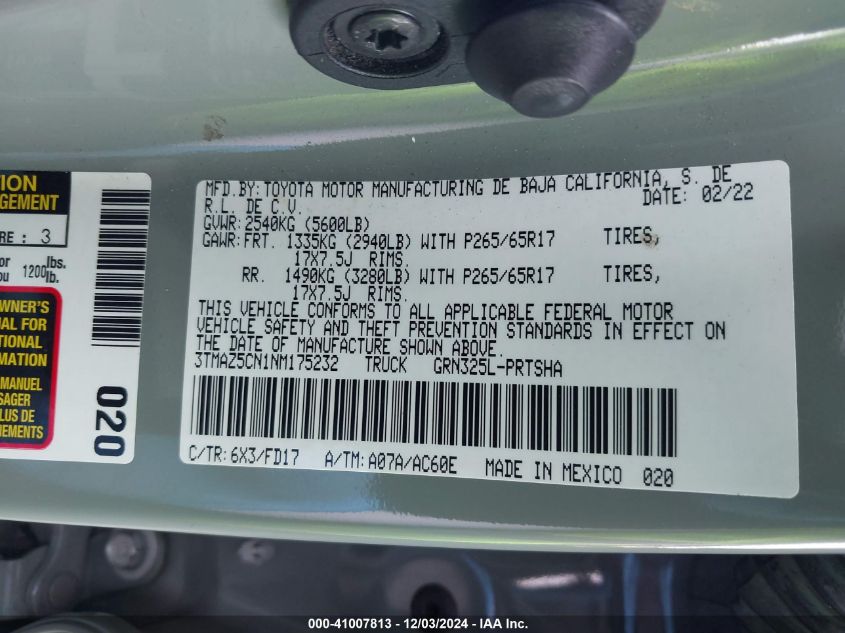 TION
GEMENT
RE : 3
or
ou 1200 lbs.
lb.
WNER'S
AL FOR
TIONAL
MATION
MANUEL
SAGER
LUS DE
NEMENTS
020
MFD.BY:TOYOTA MOTOR MANUFACTURING DE BAJA CALIFORNIA, S. DE
R.L. DE C.V. DATE: 02/22
GVWR:2540KG (5600LB)
GAWR:FRT. 1335KG (2940LB) WITH P265/65R17 TIRES,
17X7.5J RIMS.
RR. 1490KG (3280LB) WITH P265/65R17 TIRES,
17X7.5J RIMS.
THIS VEHICLE CONFORMS TO ALL APPLICABLE FEDERAL MOTOR
VEHICLE SAFETY AND THEFT PREVENTION STANDARDS IN EFFECT ON
THE DATE OF MANUFACTURE SHOWN ABOVE.
3TMAZ5CN1NM175232 TRUCK GRN325L-PRTSHA
C/TR:6X3/FD17 A/TM:A07A/AC60E MADE IN MEXICO 020
000-41007813 - 12/03/2024 - IAA Inc.